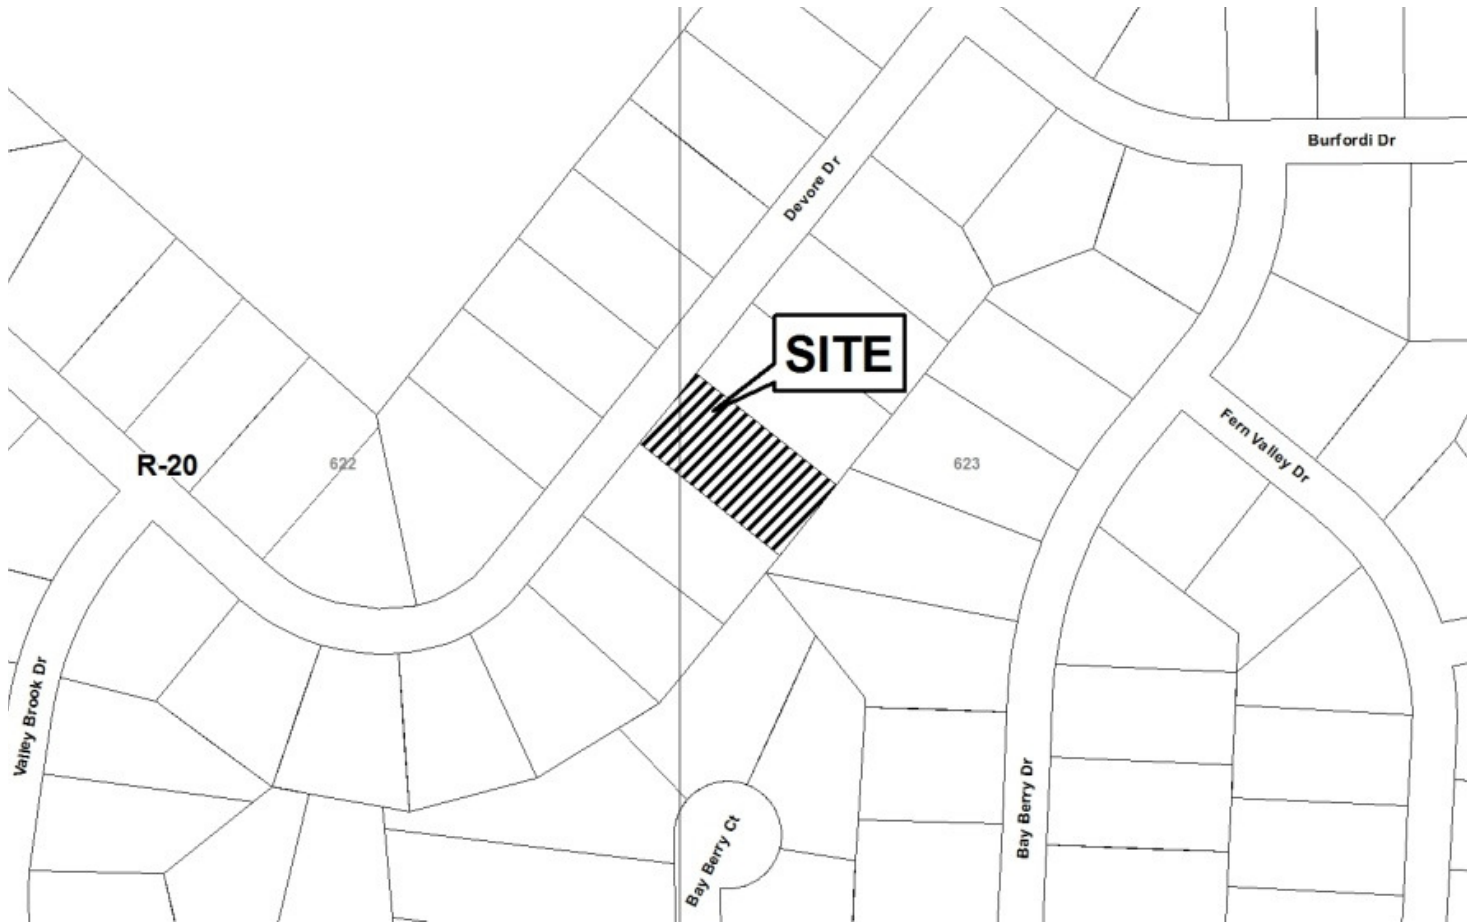 Burfordi Dr
Devore Dr
SITE
Fern Valley Dr
R-20
622
623
Valley Brook Dr
Bay Berry Dr
Bay Berry Ct